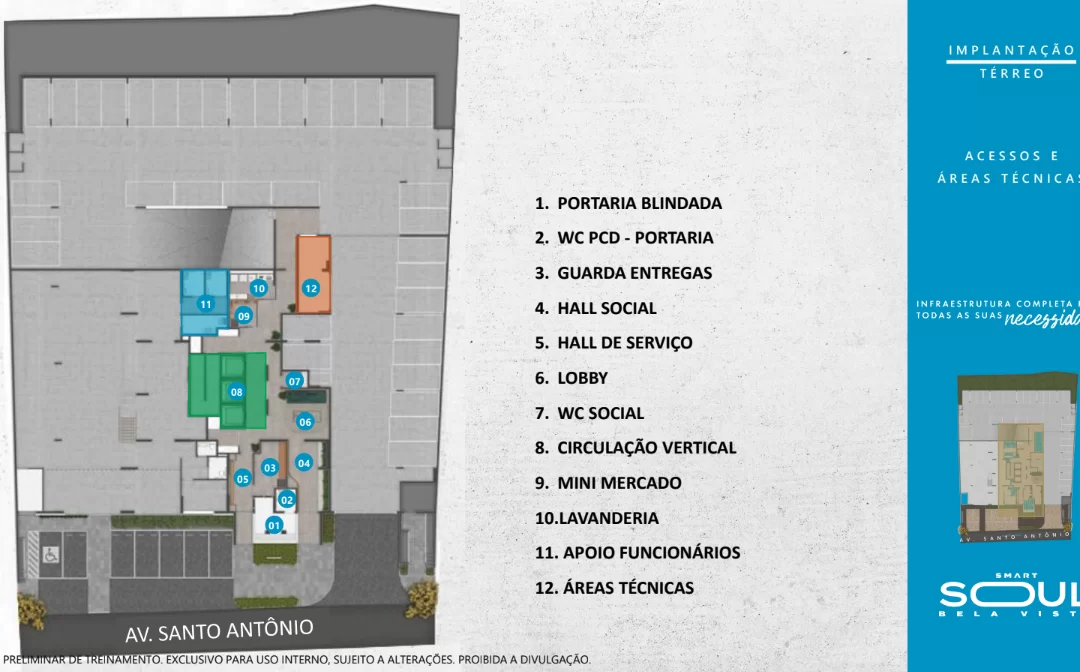 IMPLANTAÇÃO
TÉRREO
ACESSOS E
ÁREAS TÉCNICAS
1. PORTARIA BLINDADA
2. WC PCD - PORTARIA
3. GUARDA ENTREGAS
4. HALL SOCIAL
5. HALL DE SERVIÇO
6. LOBBY
7. WC SOCIAL
8. CIRCULAÇÃO VERTICAL
9. MINI MERCADO
10.LAVANDERIA
11. APOIO FUNCIONÁRIOS
12. ÁREAS TÉCNICAS
12
10
11
09
07
08
06
04
03
05
02
01
AV. SANTO ANTÔNIO
PRELIMINAR DE TREINAMENTO. EXCLUSIVO PARA USO INTERNO, SUJEITO A ALTERAÇÕES. PROIBIDA A DIVULGAÇÃO.
INFRAESTRUTURA COMPLETA
TODAS AS SUAS
AV. SANTO ANTÔNIO
SMART
SOUL
BELA VIST